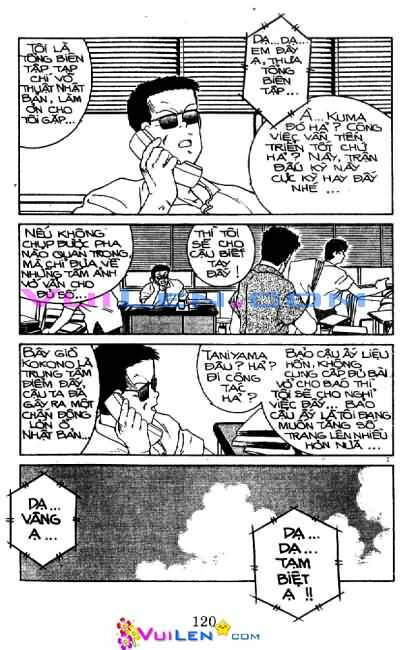 TÔI LÀ
TỔNG BIÊN
TẬP TẠP
CHÍ VÕ
THUẬT NHẬT
BẢN, LÀM
ƠN CHO
TÔI GẶP...
DẠ...DẠ...
EM ĐÂY
Ạ, THƯA
TỔNG
BIÊN
TẬP...
À... KUMA
ĐÓ HẢ? CÔNG
VIỆC VẪN TIẾN
TRIỂN TỐT CHỨ
HẢ? NÀY, TRẬN
ĐẤU KỲ NÀY
CỰC KỲ HAY ĐẤY
NHÉ...
NẾU KHÔNG
CHỤP ĐƯỢC PHA
NÀO QUAN TRỌNG,
MÀ CHỈ ĐƯA VỀ
NHỮNG TẤM ẢNH
VỚ VẨN CHO
ĐỦ SỐ...
THÌ TÔI
SẼ CHO
CẬU BIẾT
TAY
ĐẤY!
VUILEN.COM
BÂY GIỜ
KOKONO LÀ
TRUNG TÂM
ĐIỂM ĐẤY.
CẬU TA ĐÃ
GÂY RA MỘT
CHẤN ĐỘNG
LỚN Ở
NHẬT BẢN...
TANIYAMA
ĐÂU? HẢ?
ĐI CÔNG
TÁC
HẢ?
BẢO CẬU ẤY LIỆU
HỒN, KHÔNG
CUNG CẤP ĐỦ BÀI
VỞ CHO BÁO THÌ
TÔI SẼ CHO NGHỈ
VIỆC ĐẤY... BẢO
CẬU ẤY LÀ TÔI ĐANG
MUỐN TĂNG SỐ
TRANG LÊN NHIỀU
HƠN NỮA...
DẠ...
VÂNG
Ạ...
DẠ...
DẠ...
TẠM
BIỆT
Ạ!!
120
VUILEN.COM